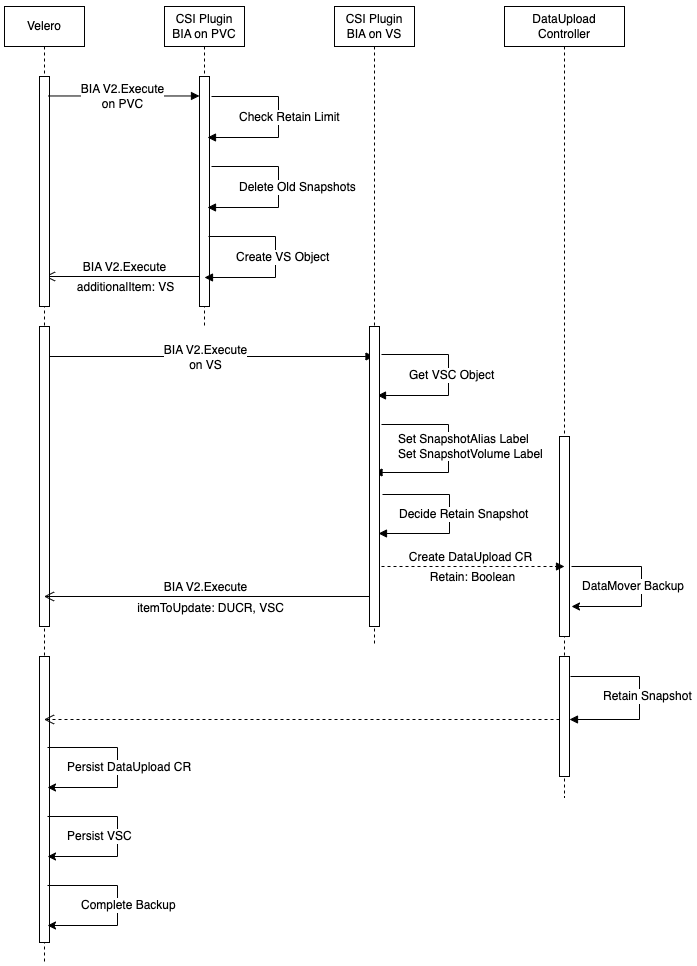 Velero
CSI Plugin
BIA on PVC
CSI Plugin
BIA on VS
DataUpload
Controller
BIA V2.Execute
on PVC
Check Retain Limit
Delete Old Snapshots
Create VS Object
BIA V2.Execute
additionalItem: VS
BIA V2.Execute
on VS
Get VSC Object
Set SnapshotAlias Label
Set SnapshotVolume Label
Decide Retain Snapshot
Create DataUpload CR
Retain: Boolean
DataMover Backup
BIA V2.Execute
itemToUpdate: DUCR, VSC
Retain Snapshot
Persist DataUpload CR
Persist VSC
Complete Backup